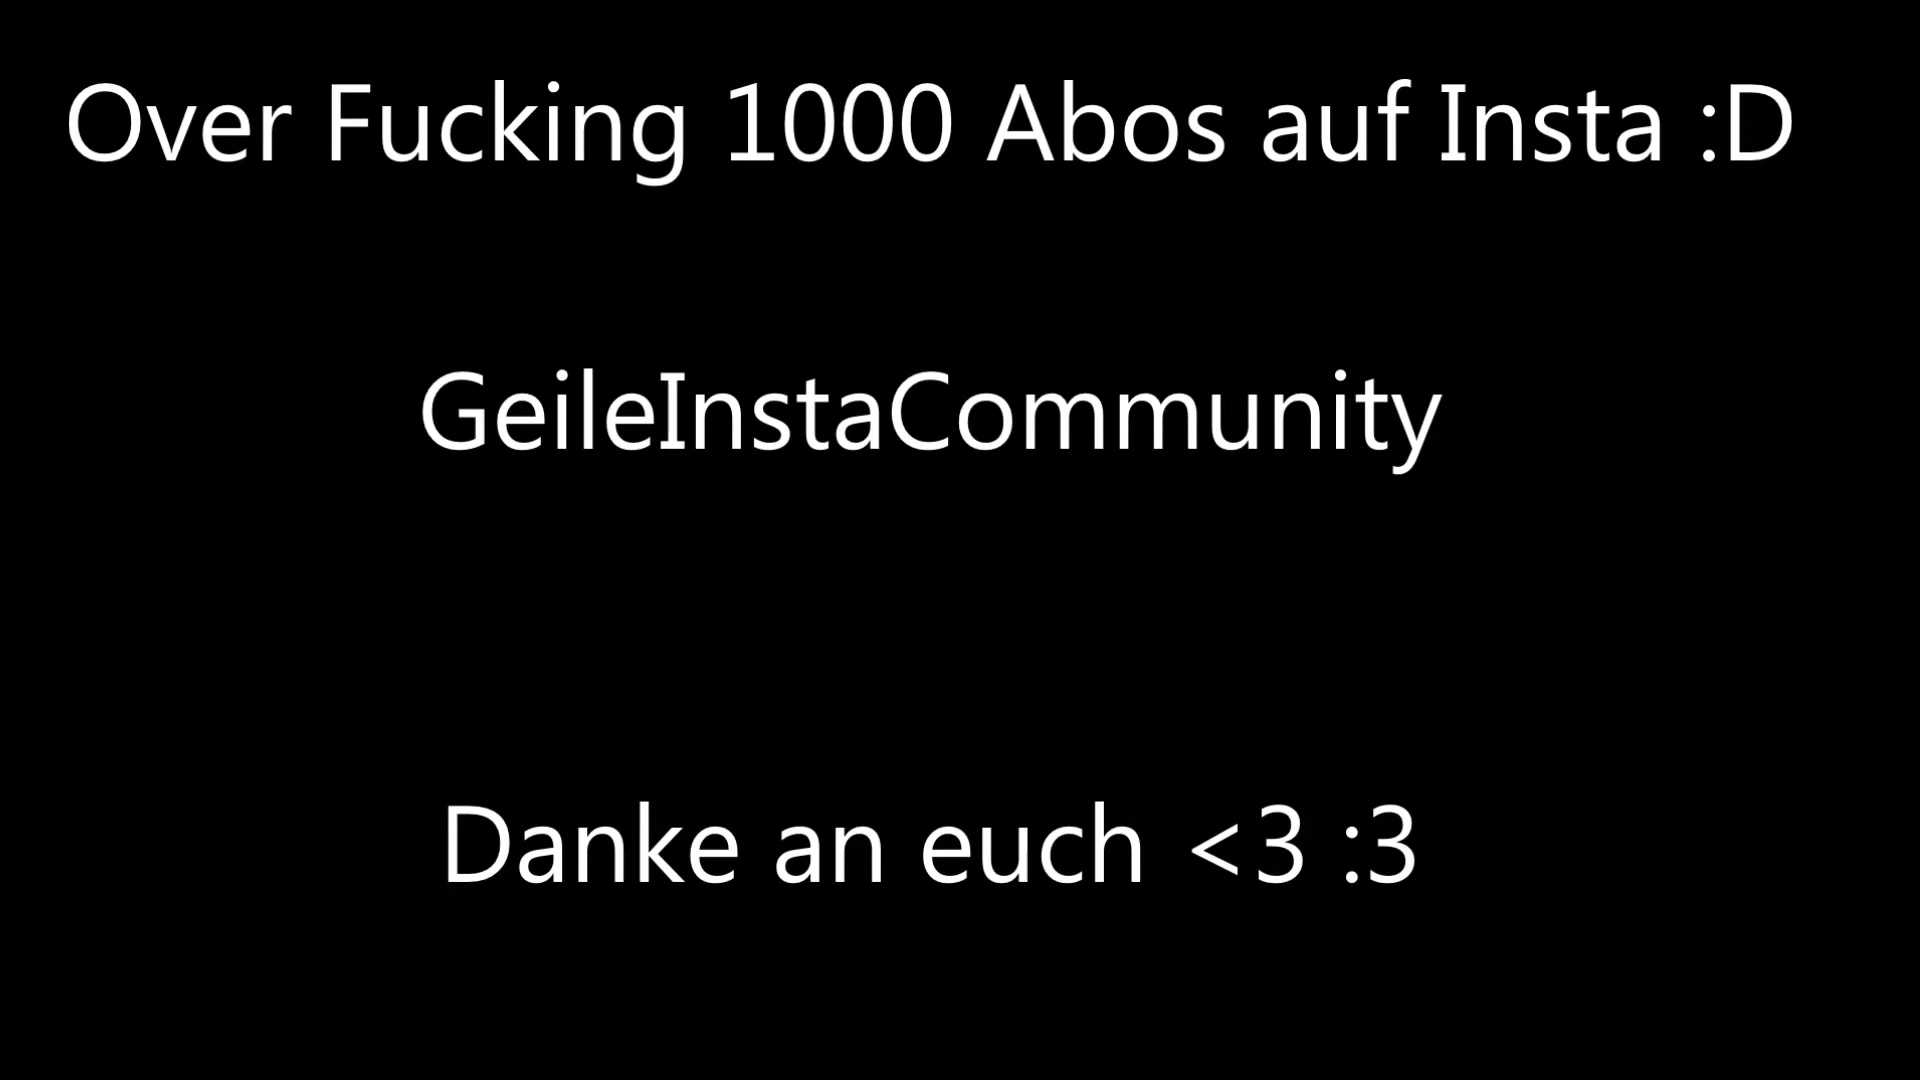 Over Fucking 1000 Abos auf Insta :D
GeileInstaCommunity
Danke an euch <3 :3